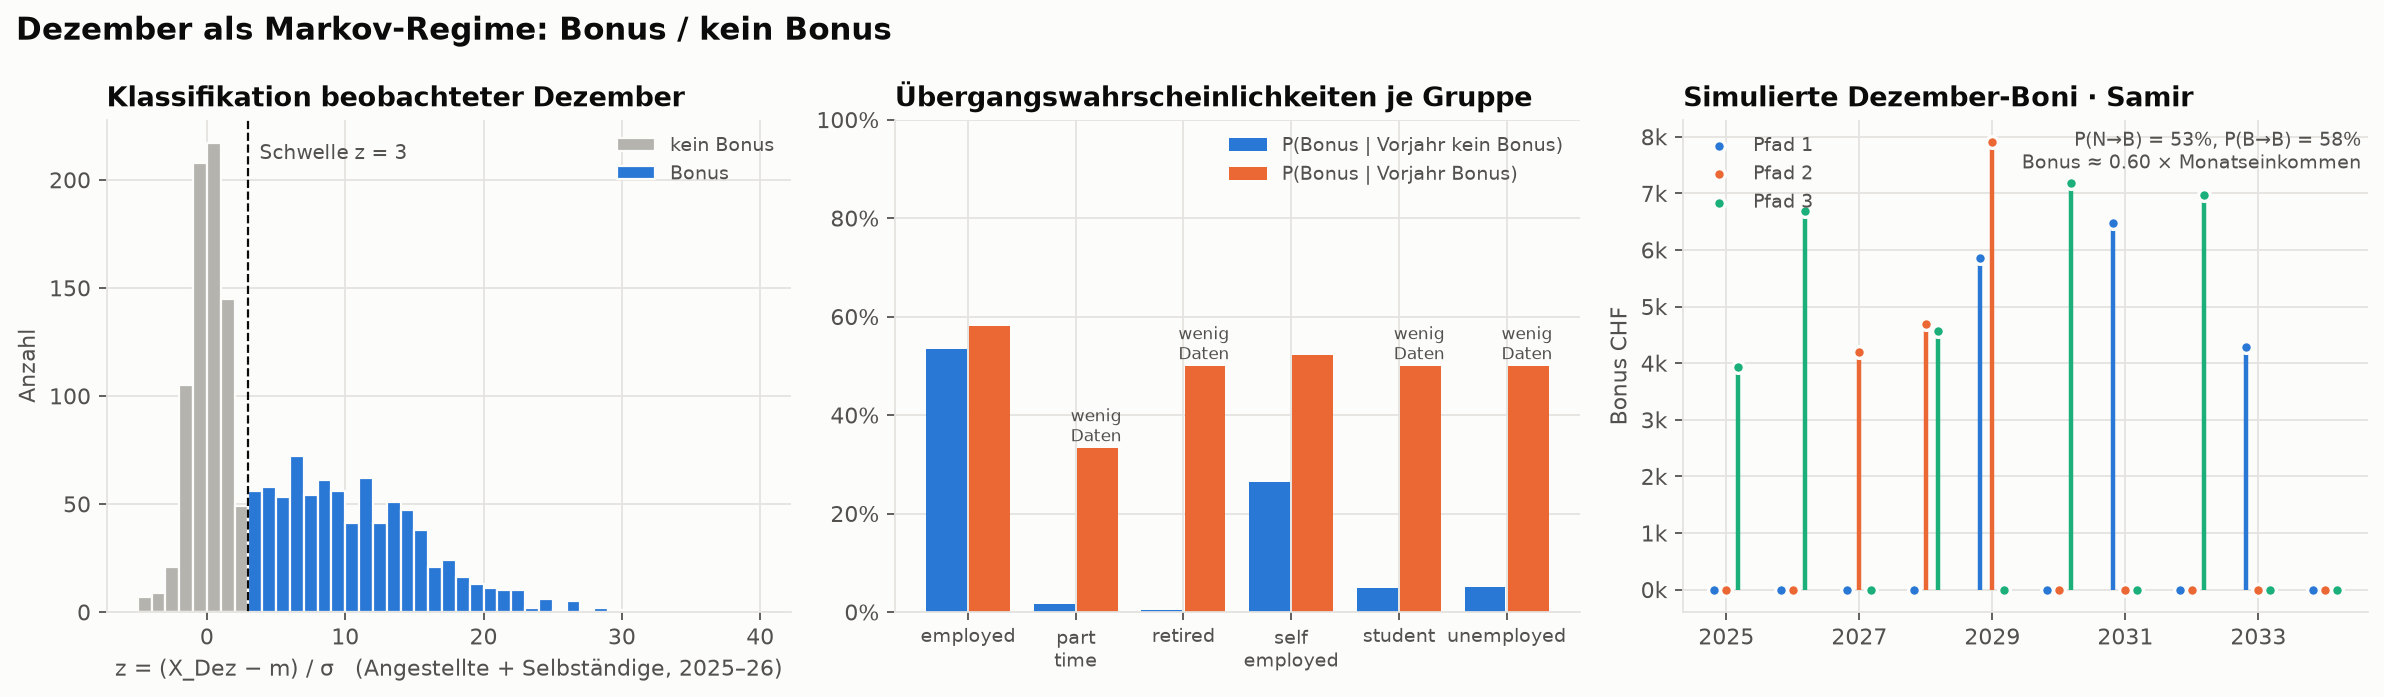 Dezember als Markov-Regime: Bonus / kein Bonus
Klassifikation beobachteter Dezember
Schwelle z = 3
kein Bonus
Bonus
Anzahl
200
150
100
50
0
0 10 20 30 40
z = (X_Dez − m) / σ (Angestellte + Selbständige, 2025–26)
Übergangswahrscheinlichkeiten je Gruppe
P(Bonus | Vorjahr kein Bonus)
P(Bonus | Vorjahr Bonus)
100%
80%
60%
40%
20%
0%
wenig
Daten
wenig
Daten
wenig
Daten
wenig
Daten
employed
part
time
retired
self
employed
student
unemployed
Simulierte Dezember-Boni · Samir
Pfad 1
Pfad 2
Pfad 3
P(N→B) = 53%, P(B→B) = 58%
Bonus ≈ 0.60 × Monatseinkommen
Bonus CHF
8k
7k
6k
5k
4k
3k
2k
1k
0k
2025 2027 2029 2031 2033